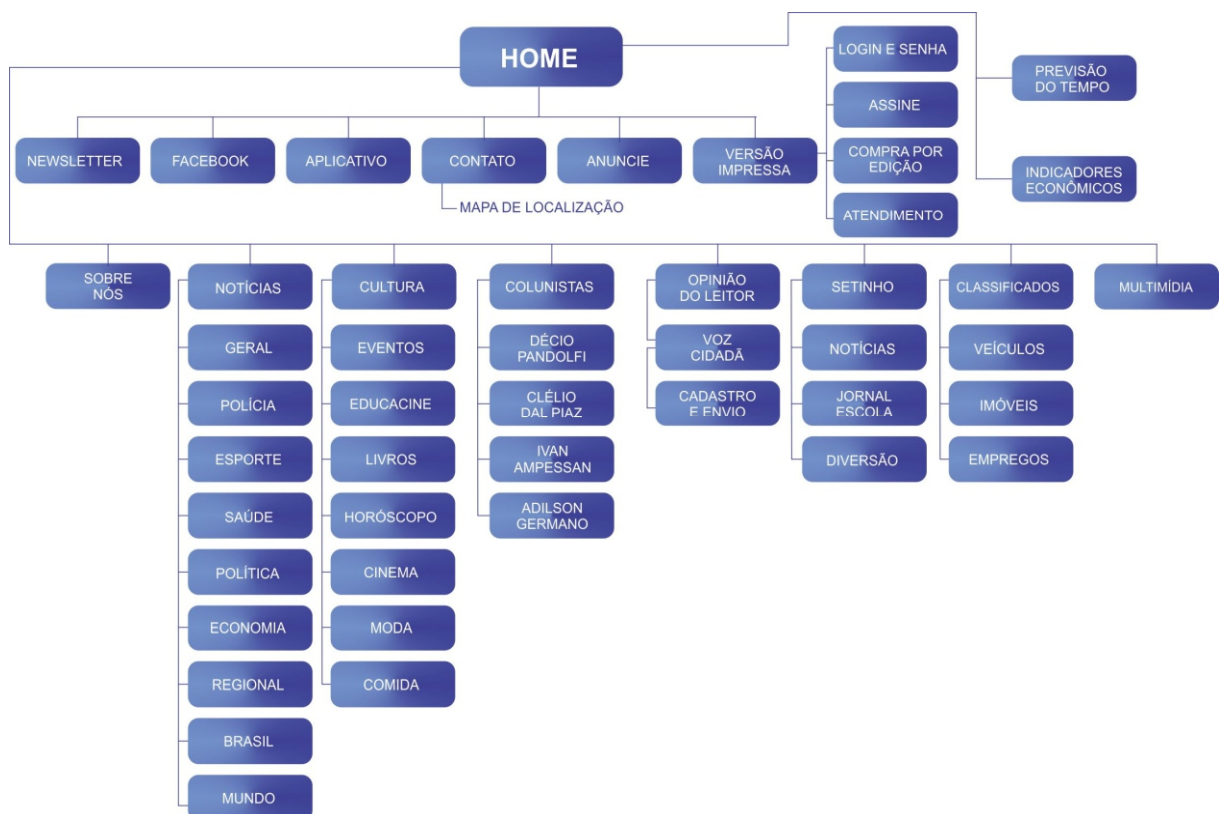 HOME
LOGIN E SENHA
ASSINE
COMPRA POR
EDIÇÃO
ATENDIMENTO
PREVISÃO
DO TEMPO
INDICADORES
ECONÔMICOS
NEWSLETTER
FACEBOOK
APLICATIVO
CONTATO
MAPA DE LOCALIZAÇÃO
ANUNCIE
VERSÃO
IMPRESSA
SOBRE
NÓS
NOTÍCIAS
GERAL
POLÍCIA
ESPORTE
SAÚDE
POLÍTICA
ECONOMIA
REGIONAL
BRASIL
MUNDO
CULTURA
EVENTOS
EDUCACINE
LIVROS
HORÓSCOPO
CINEMA
MODA
COMIDA
COLUNISTAS
DÉCIO
PANDOLFI
CLÉLIO
DAL PIAZ
IVAN
AMPESSAN
ADILSON
GERMANO
OPINIÃO
DO LEITOR
VOZ
CIDADÃ
CADASTRO
E ENVIO
SETINHO
NOTÍCIAS
JORNAL
ESCOLA
DIVERSÃO
CLASSIFICADOS
VEÍCULOS
IMÓVEIS
EMPREGOS
MULTIMÍDIA